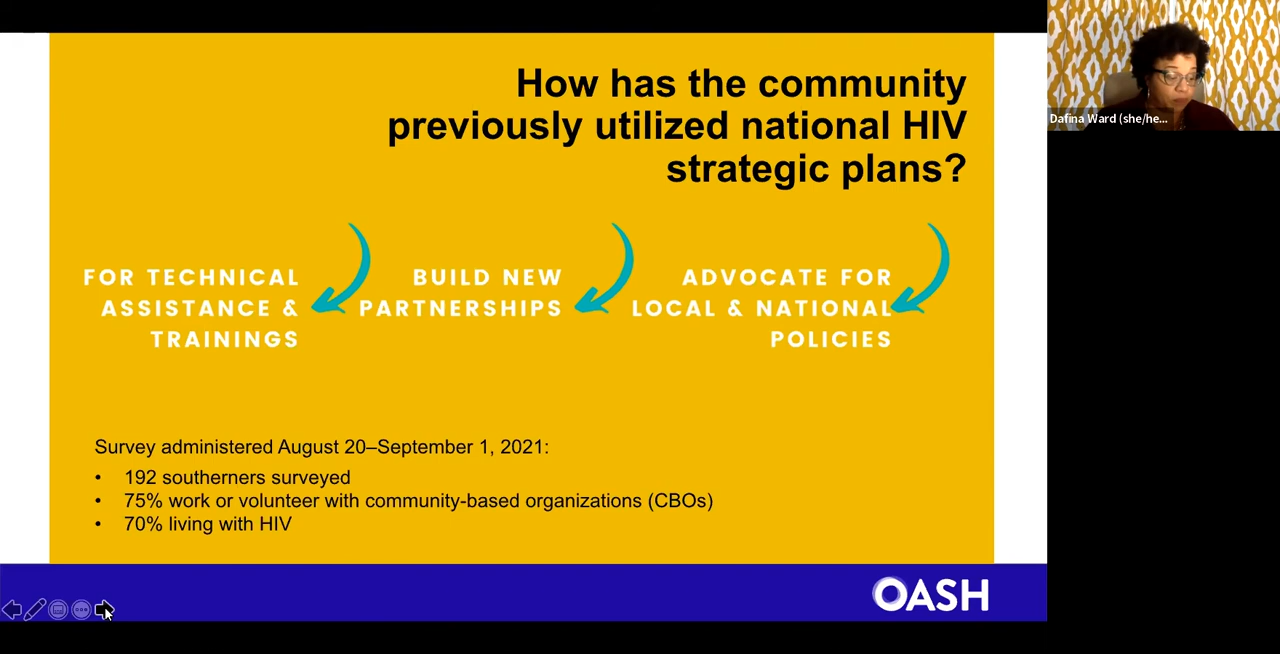 How has the community
previously utilized national HIV
strategic plans?
FOR TECHNICAL
ASSISTANCE &
TRAININGS
BUILD NEW
PARTNERSHIPS
ADVOCATE FOR
LOCAL & NATIONAL
POLICIES
Survey administered August 20–September 1, 2021:
• 192 southerners surveyed
• 75% work or volunteer with community-based organizations (CBOs)
• 70% living with HIV
OASH
Dafina Ward (she/he...